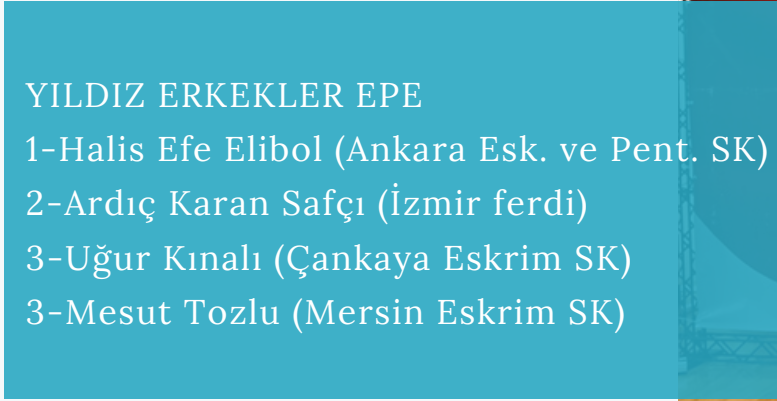 YILDIZ ERKEKLER EPE
1-Halis Efe Elibol (Ankara Esk. ve Pent. SK)
2-Ardıç Karan Safçı (İzmir ferdi)
3-Uğur Kınalı (Çankaya Eskrim SK)
3-Mesut Tozlu (Mersin Eskrim SK)